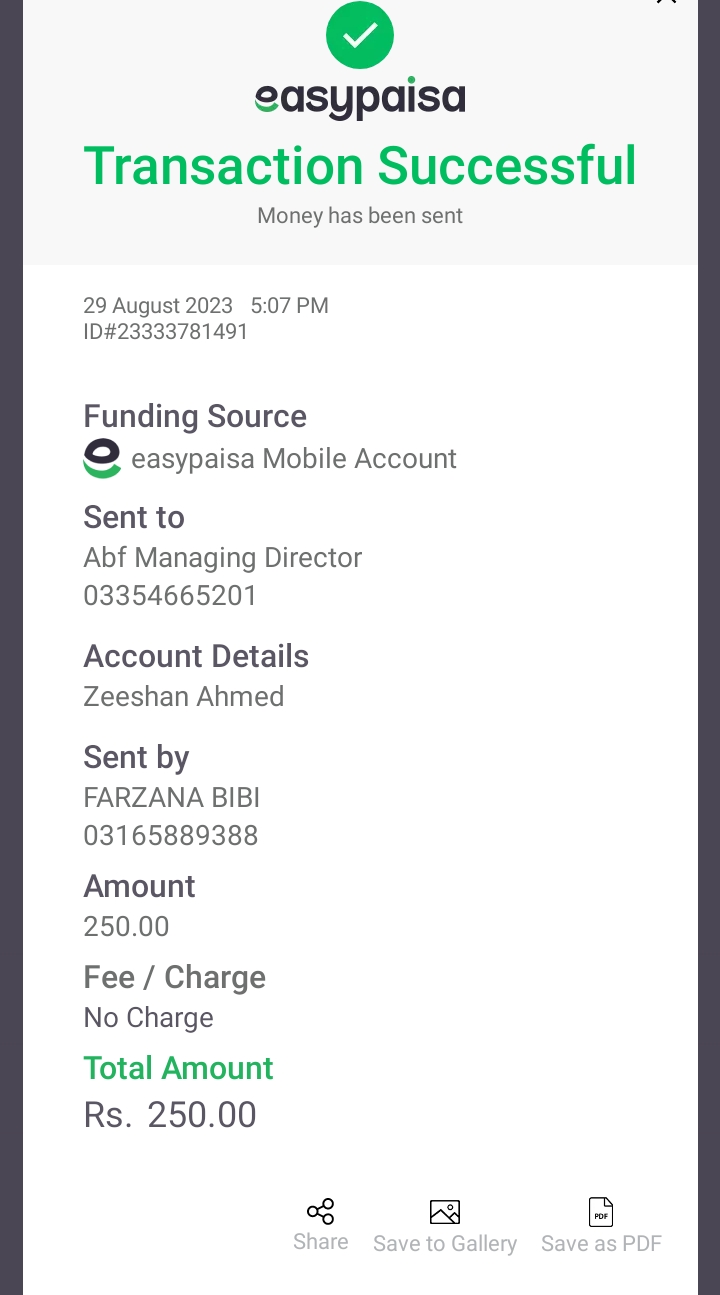 easypaisa
Transaction Successful
Money has been sent
29 August 2023 5:07 PM
ID#23333781491
Funding Source
easypaisa Mobile Account
Sent to
Abf Managing Director
03354665201
Account Details
Zeeshan Ahmed
Sent by
FARZANA BIBI
03165889388
Amount
250.00
Fee / Charge
No Charge
Total Amount
Rs. 250.00
Share
Save to Gallery
PDF
Save as PDF